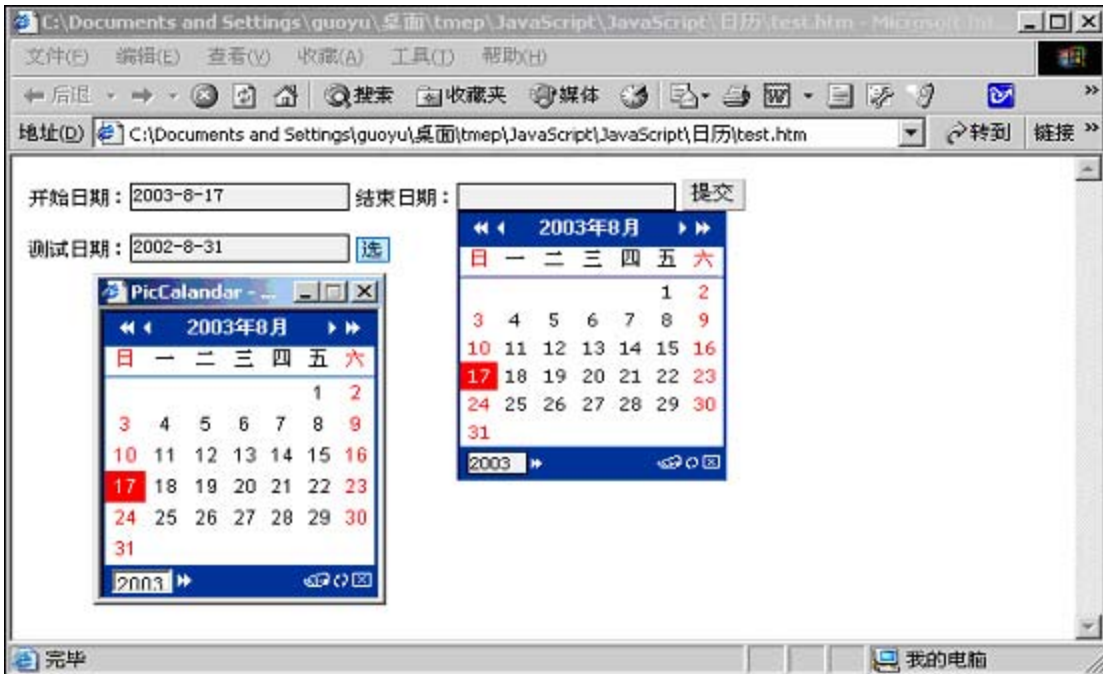 C:\Documents and Settings\guoyu\桌面\tmep\JavaScript\JavaScript\日历\test.htm - Microsoft Int
文件(F) 编辑(E) 查看(V) 收藏(A) 工具(T) 帮助(H)
后退 搜索 收藏夹 媒体
地址(D) C:\Documents and Settings\guoyu\桌面\tmep\JavaScript\JavaScript\日历\test.htm 转到 链接
开始日期：2003-8-17 结束日期： 提交
测试日期：2002-8-31 选
2003年8月
日 一 二 三 四 五 六
1 2
3 4 5 6 7 8 9
10 11 12 13 14 15 16
17 18 19 20 21 22 23
24 25 26 27 28 29 30
31
2003
PicCalandar - ...
2003年8月
日 一 二 三 四 五 六
1 2
3 4 5 6 7 8 9
10 11 12 13 14 15 16
17 18 19 20 21 22 23
24 25 26 27 28 29 30
31
2003
完毕 我的电脑